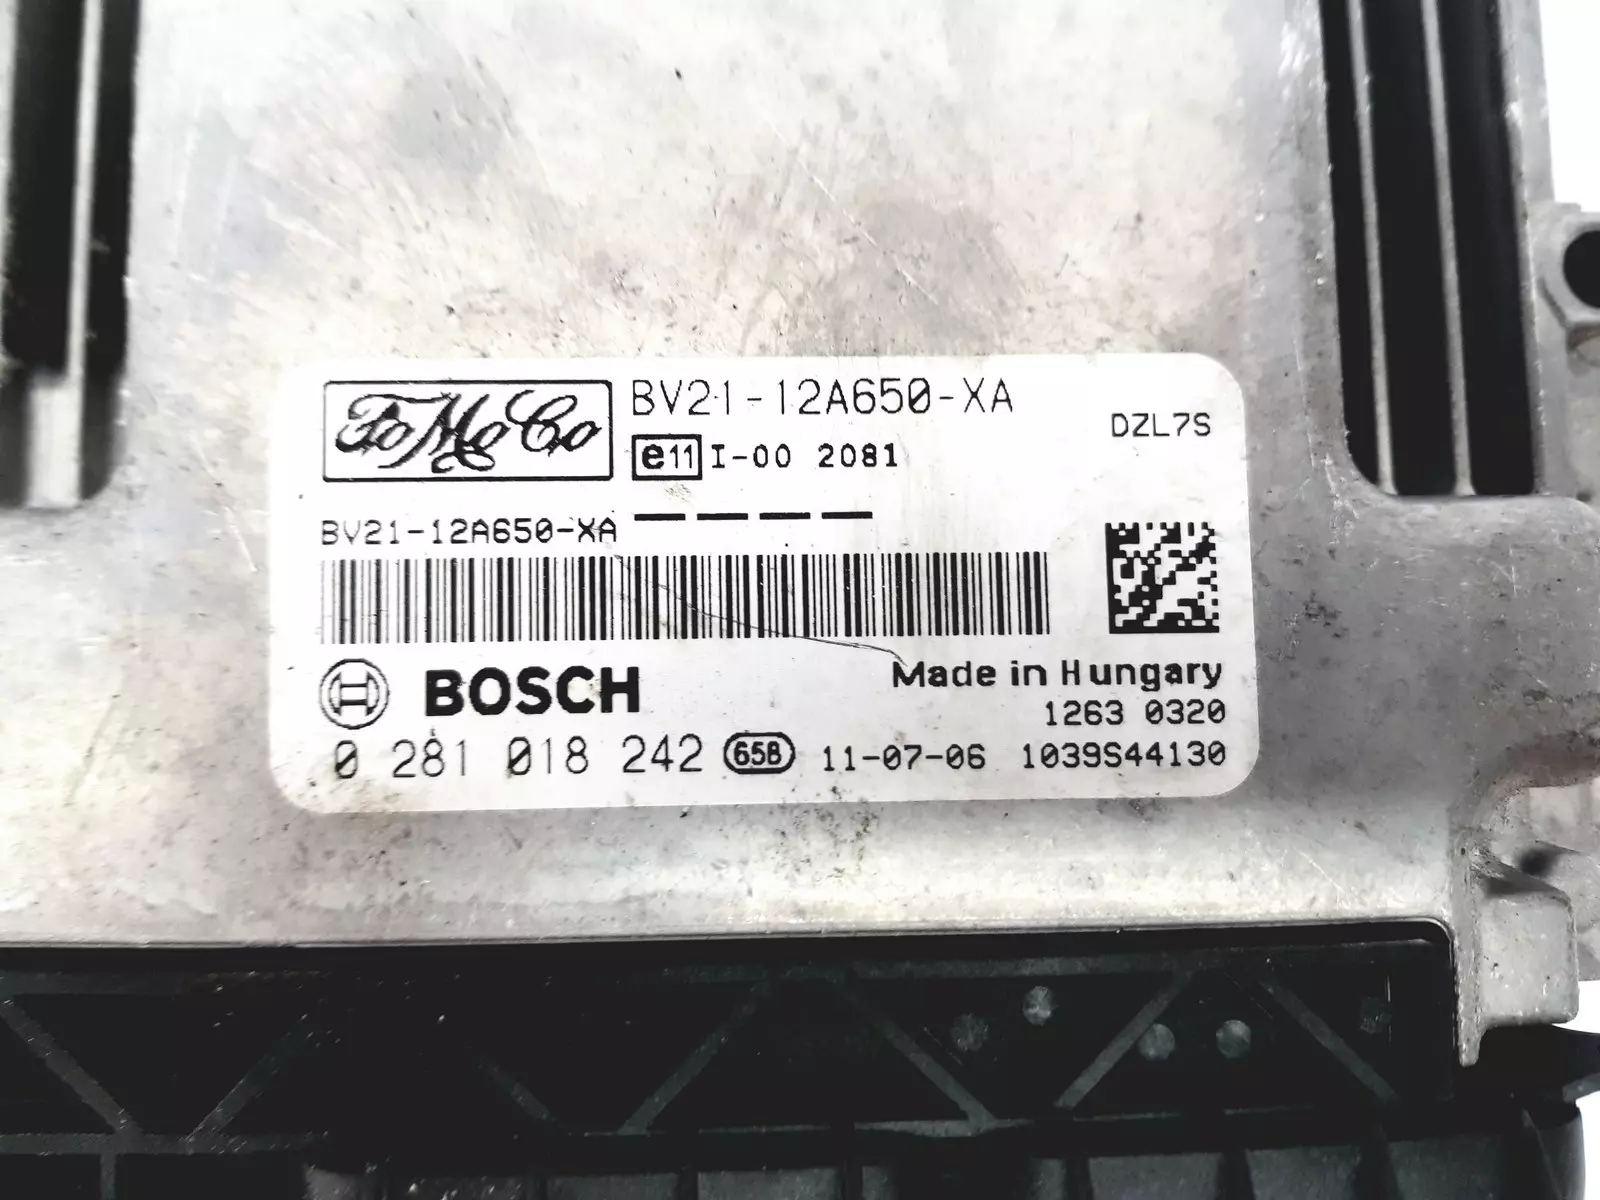 FoMoCo
BV21-12A650-XA
DZL7S
e11 I-00 2081
BV21-12A650-XA
BOSCH
Made in Hungary
1263 0320
0 281 018 242 65B 11-07-06 1039S44130